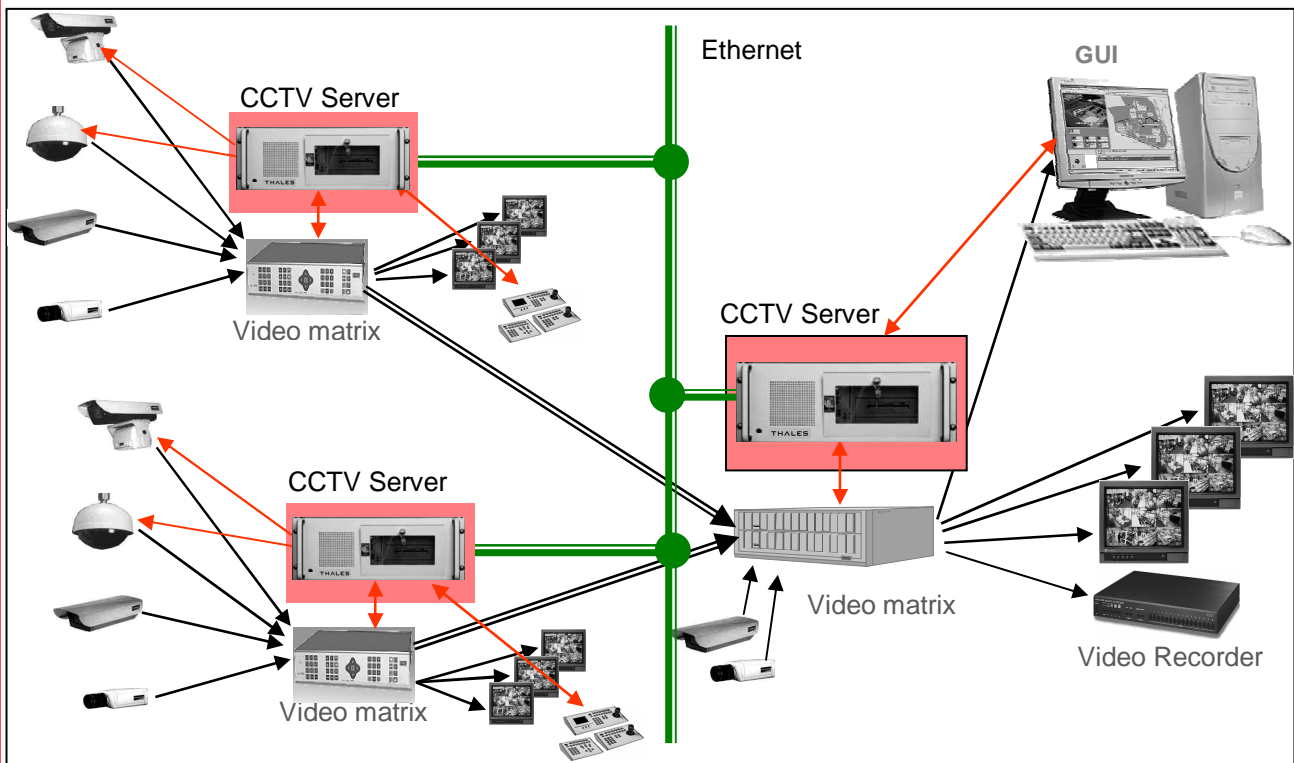 Ethernet
GUI
CCTV Server
THALES
Video matrix
CCTV Server
THALES
CCTV Server
THALES
Video matrix
Video matrix
Video Recorder